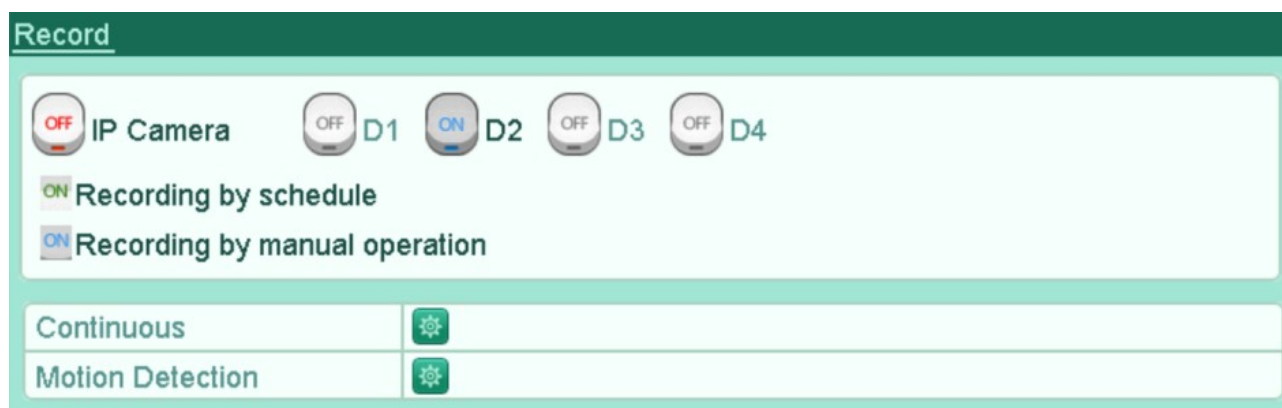 Record
OFF IP Camera OFF D1 ON D2 OFF D3 OFF D4
ON Recording by schedule
ON Recording by manual operation
Continuous
Motion Detection